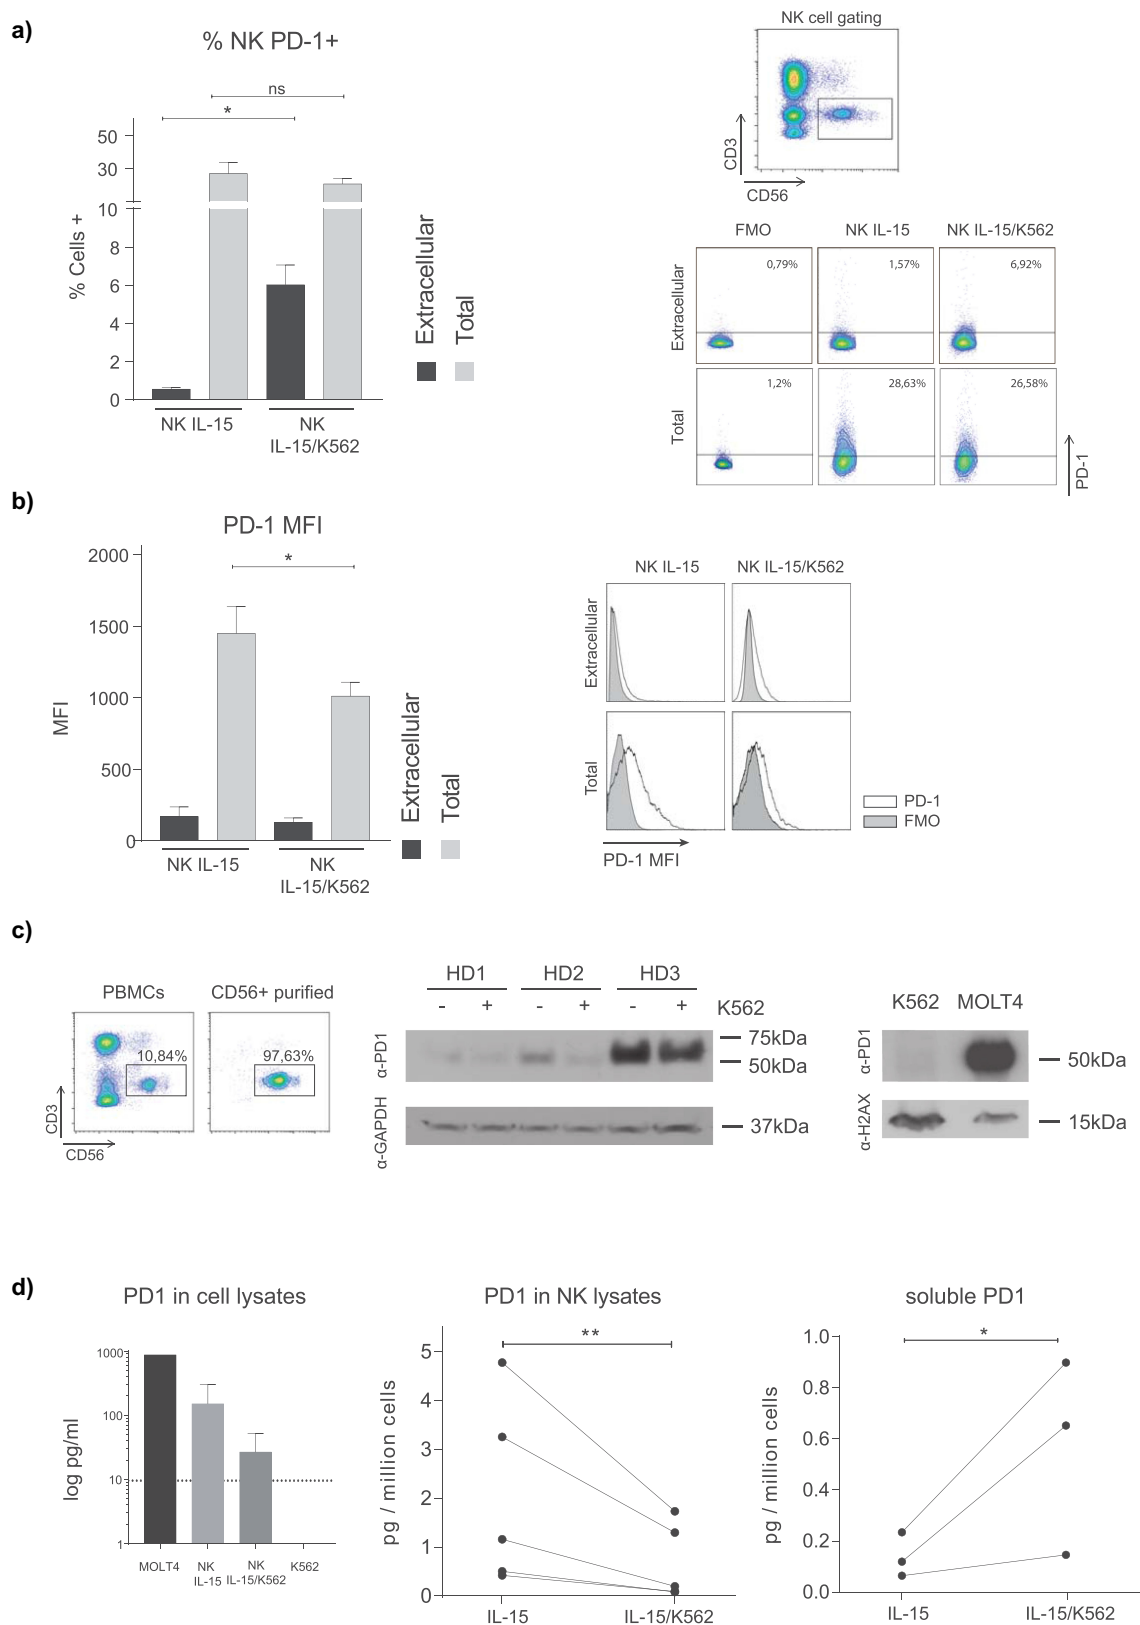 a)
% NK PD-1+
ns
*
50
30
10
8
6
4
2
0
% Cells +
NK IL-15
NK
IL-15/K562
Extracellular
Total
NK cell gating
CD3
CD56
FMO
NK IL-15
NK IL-15/K562
Extracellular
0,79%
1,57%
6,92%
Total
1,2%
28,63%
26,58%
PD-1
b)
PD-1 MFI
*
2000
1500
1000
500
0
MFI
NK IL-15
NK
IL-15/K562
Extracellular
Total
NK IL-15
NK IL-15/K562
Extracellular
Total
PD-1 MFI
PD-1
FMO
c)
PBMCs
CD56+ purified
10,84%
97,63%
CD3
CD56
HD1
HD2
HD3
- + - + - + K562
α-PD1
75kDa
50kDa
α-GAPDH
37kDa
K562
MOLT4
α-PD1
50kDa
α-H2AX
15kDa
d)
PD1 in cell lysates
1000
100
10
1
log pg/ml
MOLT4
NK
IL-15
NK
IL-15/K562
K562
PD1 in NK lysates
**
5
4
3
2
1
0
pg / million cells
IL-15
IL-15/K562
soluble PD1
*
1.0
0.8
0.6
0.4
0.2
0.0
pg / million cells
IL-15
IL-15/K562